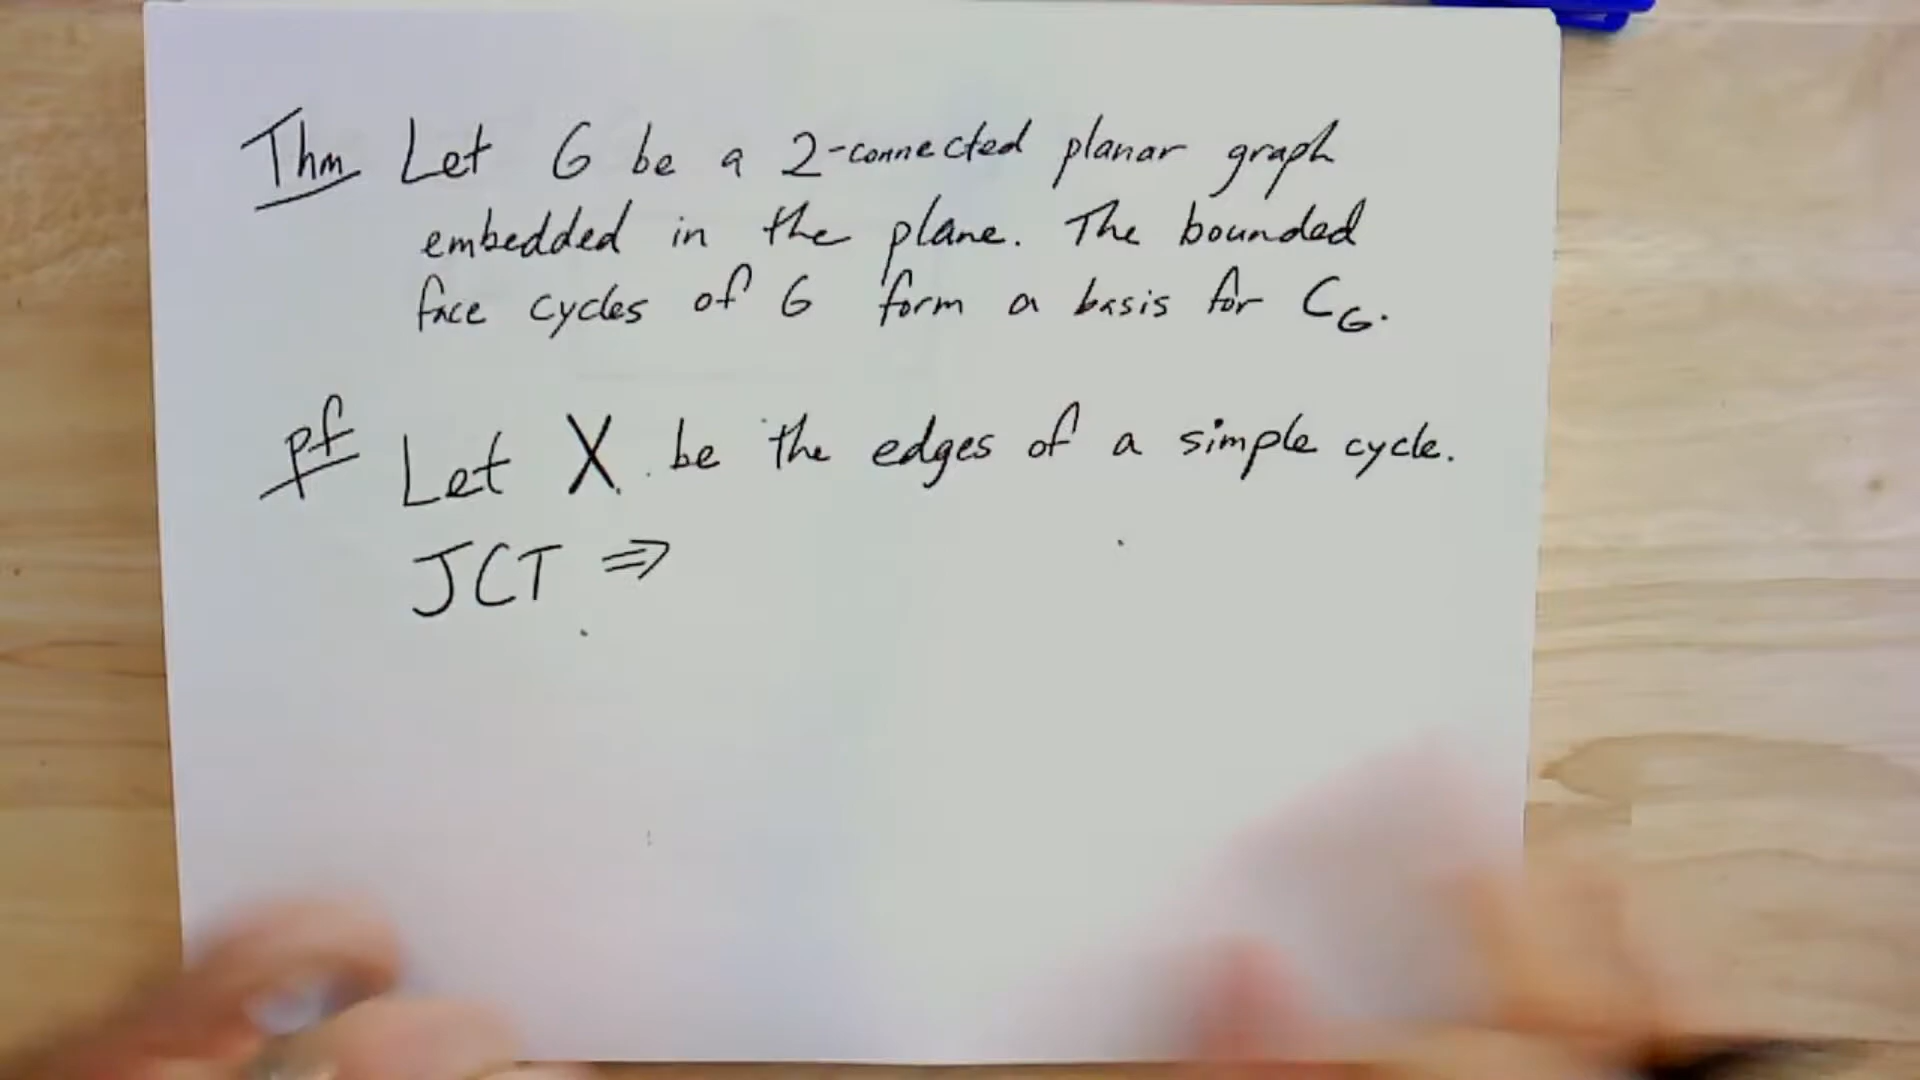 Thm Let G be a 2-connected planar graph
embedded in the plane. The bounded
face cycles of G form a basis for C_G.
pf Let X be the edges of a simple cycle.
JCT ⇒